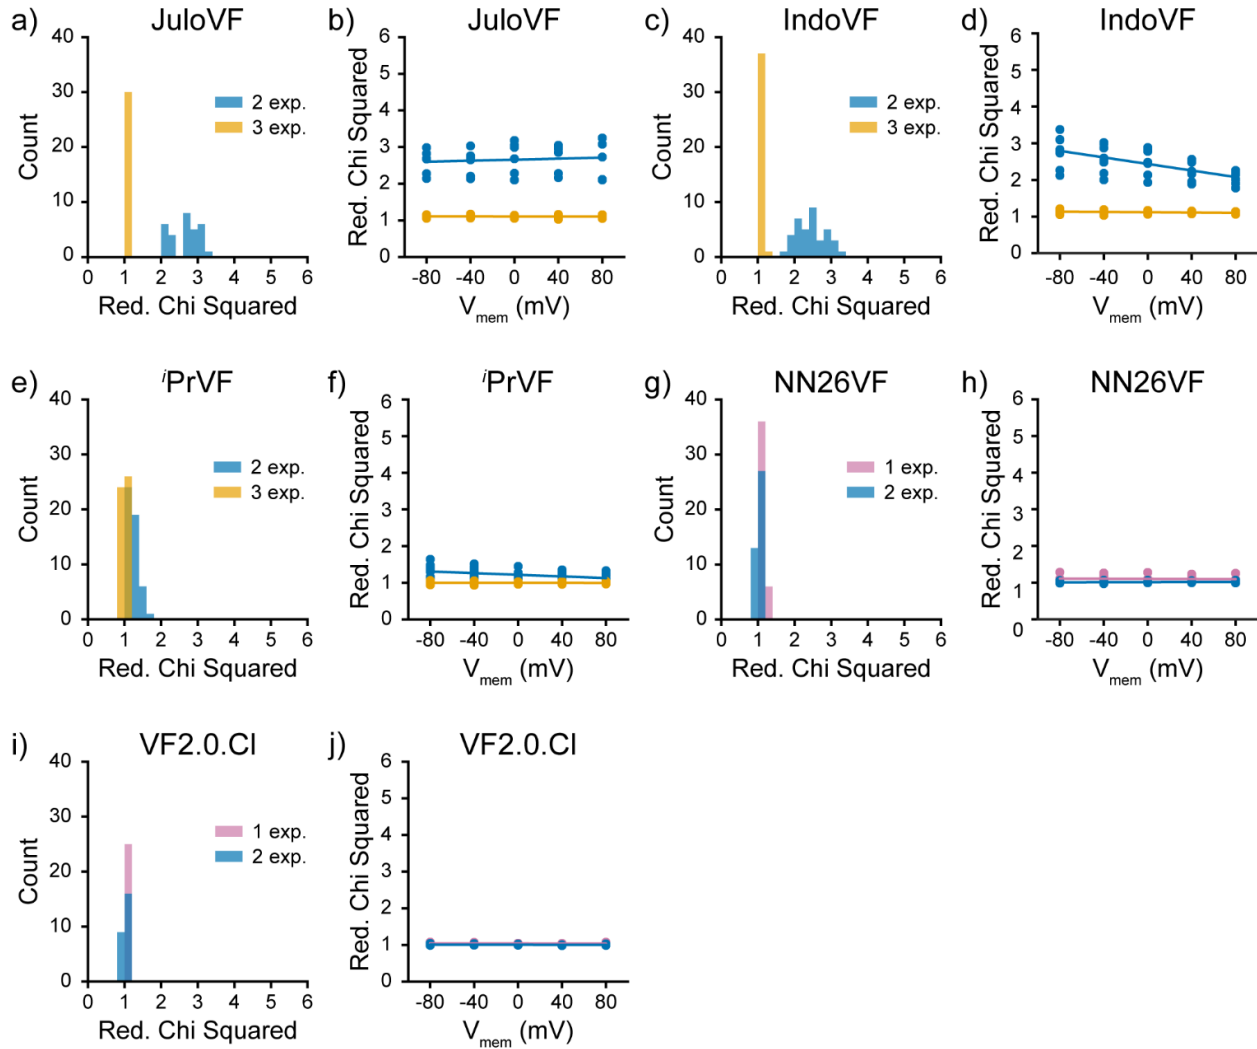 a) JuloVF
40
30
20
10
0
Count
2 exp.
3 exp.
0 1 2 3 4 5 6
Red. Chi Squared
b) JuloVF
6
5
4
3
2
1
0
Red. Chi Squared
-80 -40 0 40 80
Vmem (mV)
c) IndoVF
40
30
20
10
0
Count
2 exp.
3 exp.
0 1 2 3 4 5 6
Red. Chi Squared
d) IndoVF
6
5
4
3
2
1
0
Red. Chi Squared
-80 -40 0 40 80
Vmem (mV)
e) iPrVF
40
30
20
10
0
Count
2 exp.
3 exp.
0 1 2 3 4 5 6
Red. Chi Squared
f) iPrVF
6
5
4
3
2
1
0
Red. Chi Squared
-80 -40 0 40 80
Vmem (mV)
g) NN26VF
40
30
20
10
0
Count
1 exp.
2 exp.
0 1 2 3 4 5 6
Red. Chi Squared
h) NN26VF
6
5
4
3
2
1
0
Red. Chi Squared
-80 -40 0 40 80
Vmem (mV)
i) VF2.0.Cl
40
30
20
10
0
Count
1 exp.
2 exp.
0 1 2 3 4 5 6
Red. Chi Squared
j) VF2.0.Cl
6
5
4
3
2
1
0
Red. Chi Squared
-80 -40 0 40 80
Vmem (mV)